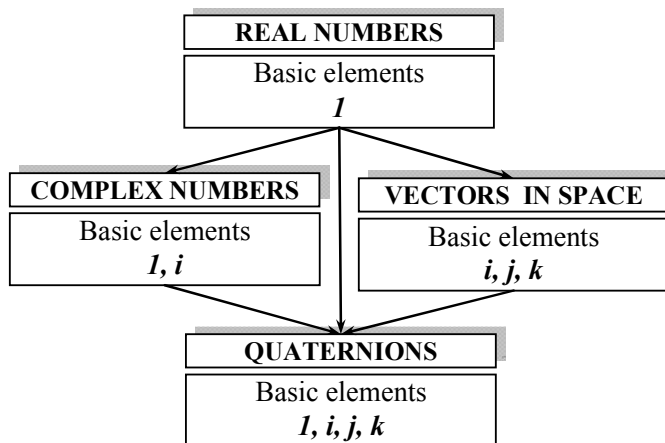 REAL NUMBERS
Basic elements
1
COMPLEX NUMBERS
Basic elements
1, i
VECTORS IN SPACE
Basic elements
i, j, k
QUATERNIONS
Basic elements
1, i, j, k